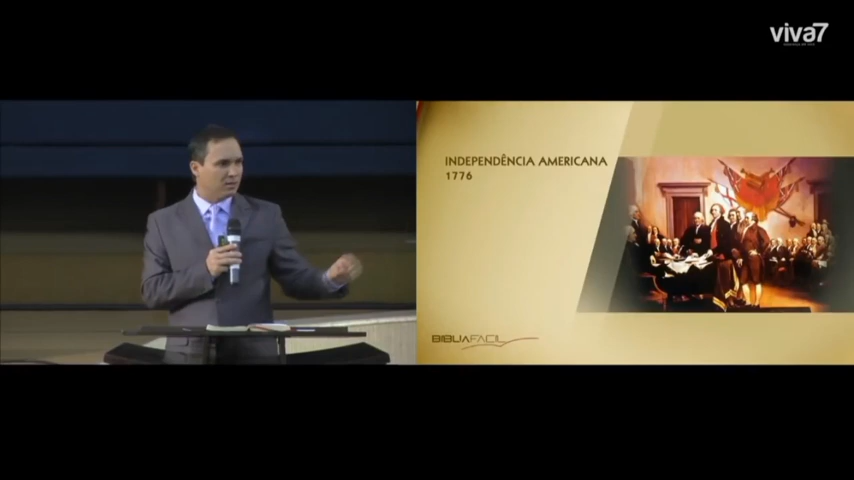 viva7
INDEPENDÊNCIA AMERICANA
1776
BIBLIAFACIL